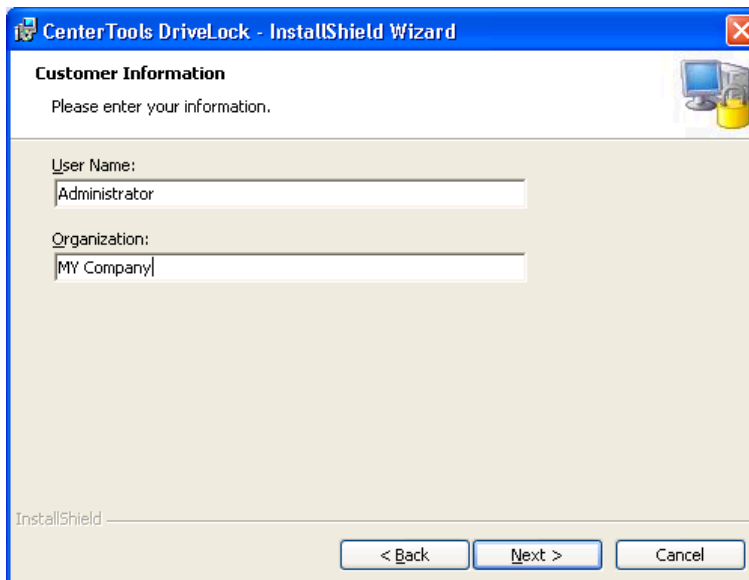 CenterTools DriveLock - InstallShield Wizard
Customer Information
Please enter your information.
User Name:
Administrator
Organization:
MY Company
InstallShield
< Back Next > Cancel